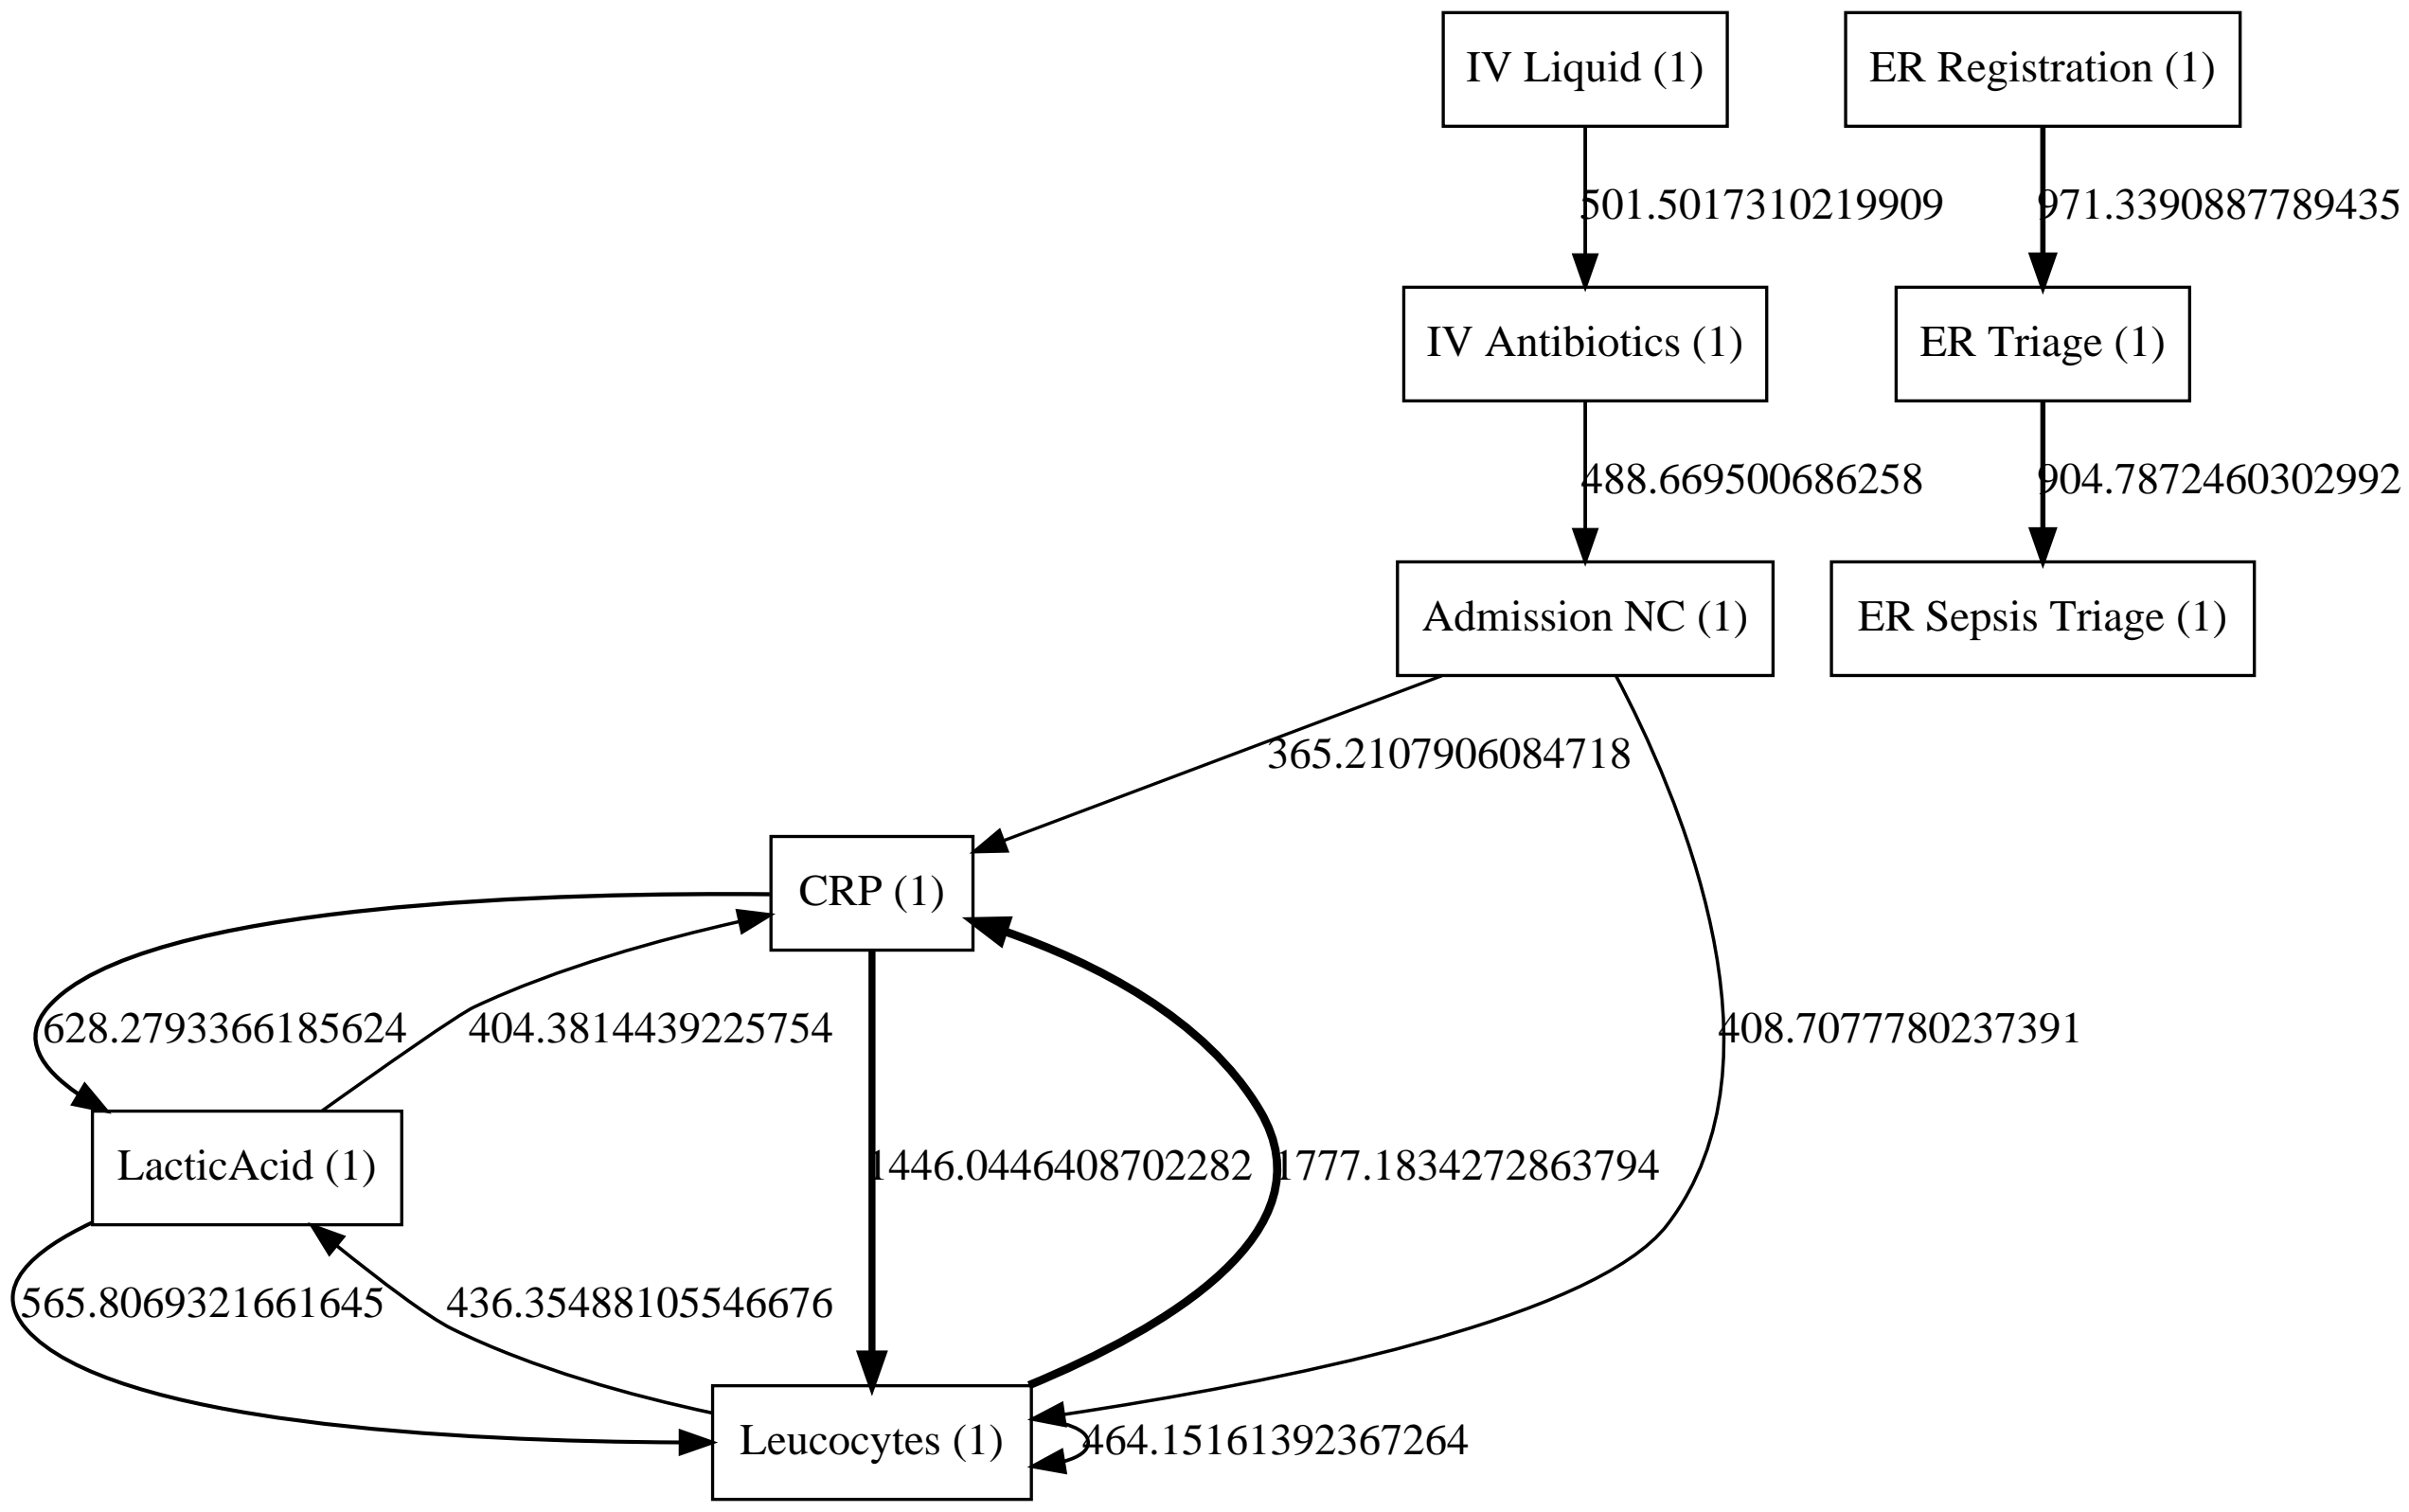 IV Liquid (1)
ER Registration (1)
501.5017310219909
971.3390887789435
IV Antibiotics (1)
ER Triage (1)
488.669500686258
904.7872460302992
Admission NC (1)
ER Sepsis Triage (1)
365.2107906084718
CRP (1)
628.2793366185624
404.3814439225754
408.7077780237391
LacticAcid (1)
1446.0446408702282
1777.1834272863794
565.8069321661645
436.35488105546676
Leucocytes (1)
464.15161392367264